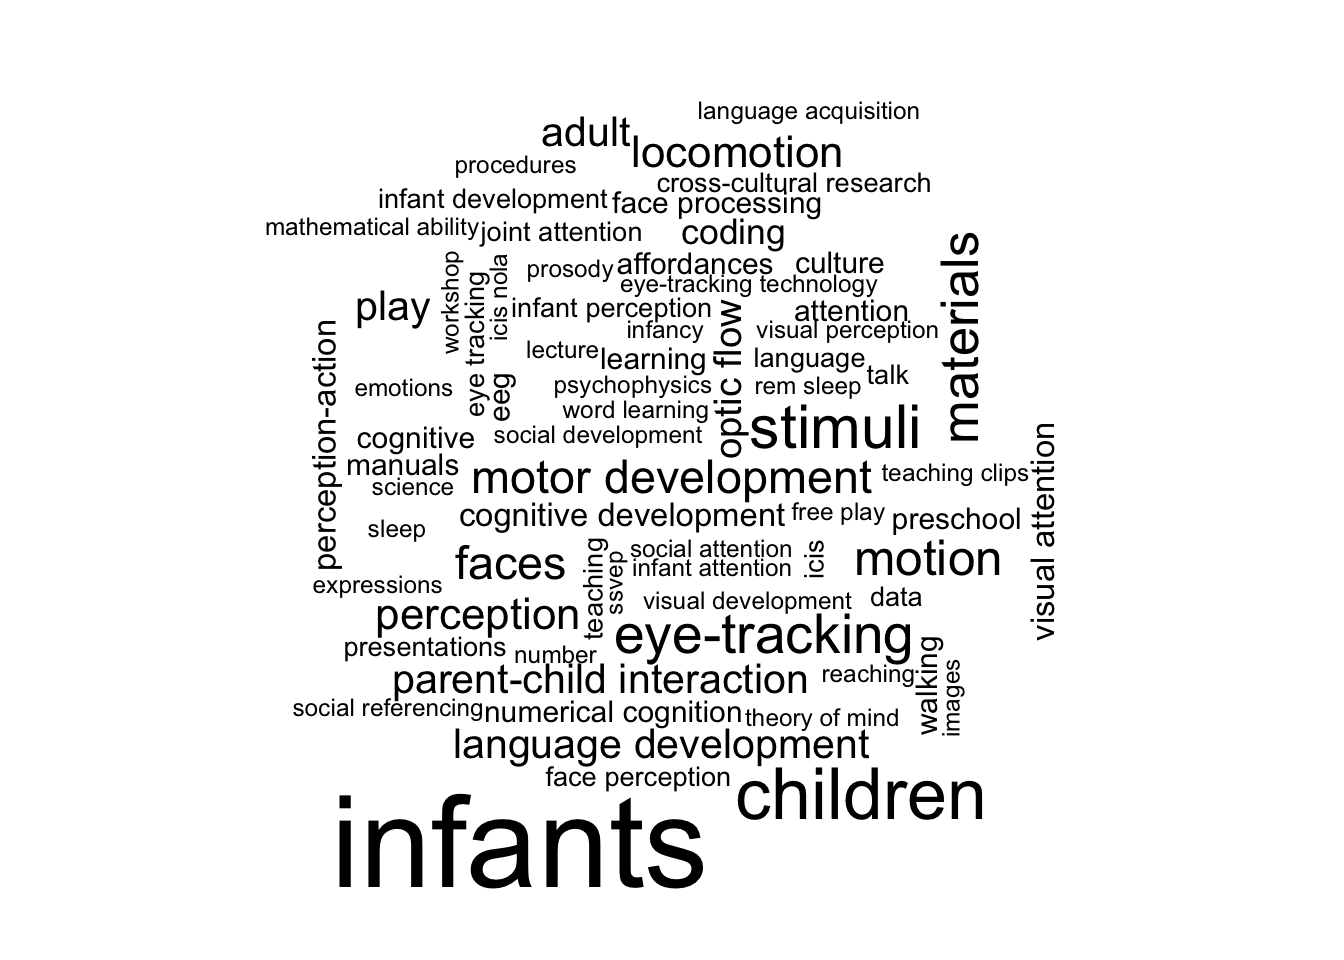 language acquisition
adult
locomotion
procedures
cross-cultural research
infant development
face processing
mathematical ability
joint attention
coding
materials
workshop
eye tracking
icis nola
prosody
affordances
culture
eye-tracking technology
play
infant perception
optic flow
attention
perception-action
infancy
visual perception
lecture
learning
language
talk
emotions
eeg
psychophysics
rem sleep
word learning
stimuli
cognitive
social development
visual attention
manuals
motor development
teaching clips
science
cognitive development
free play
preschool
sleep
faces
teaching
ssvep
social attention
infant attention
icis
motion
expressions
visual development
data
perception
eye-tracking
presentations
number
walking
images
parent-child interaction
reaching
social referencing
numerical cognition
theory of mind
language development
face perception
children
infants